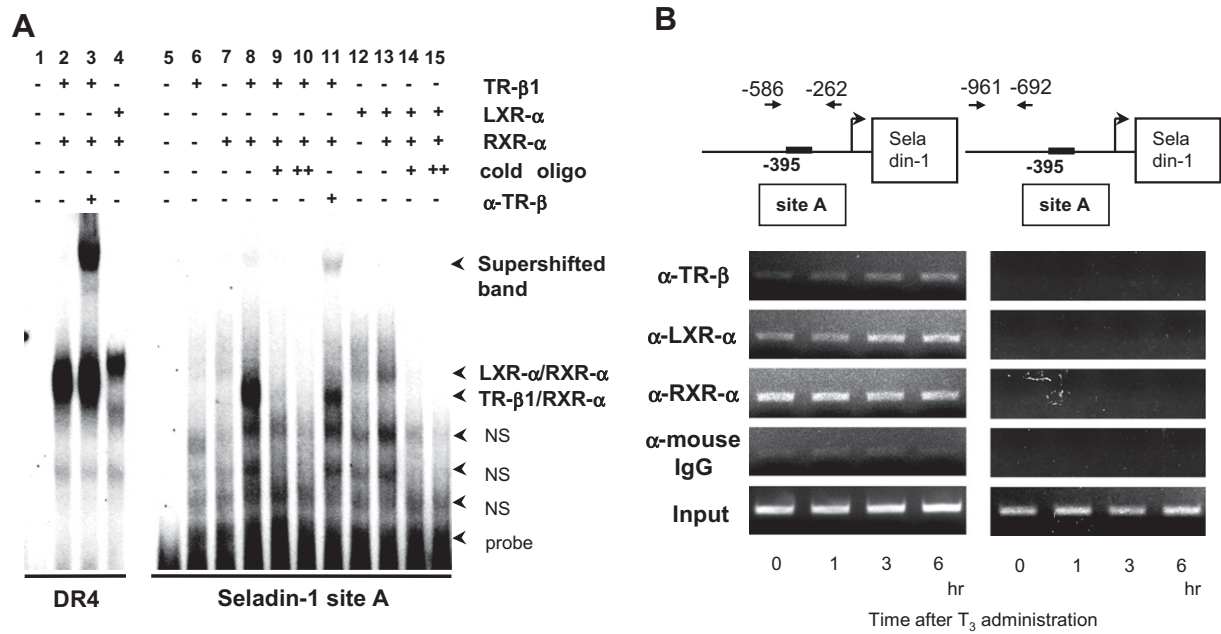 A
1 2 3 4 5 6 7 8 9 10 11 12 13 14 15
- + + - - + - + + + + - - - - TR-β1
- - - + - - - - - - - + + + + LXR-α
- + + + - - + + + + + - + + + RXR-α
- - - - - - - - + ++ - - - + ++ cold oligo
- - + - - - - - - - + - - - - α-TR-β
Supershifted
band
LXR-α/RXR-α
TR-β1/RXR-α
NS
NS
NS
probe
DR4
Seladin-1 site A
B
-586 -262 -961 -692
Sela
din-1
-395
site A
Sela
din-1
-395
site A
α-TR-β
α-LXR-α
α-RXR-α
α-mouse
IgG
Input
0 1 3 6 0 1 3 6
hr hr
Time after T₃ administration